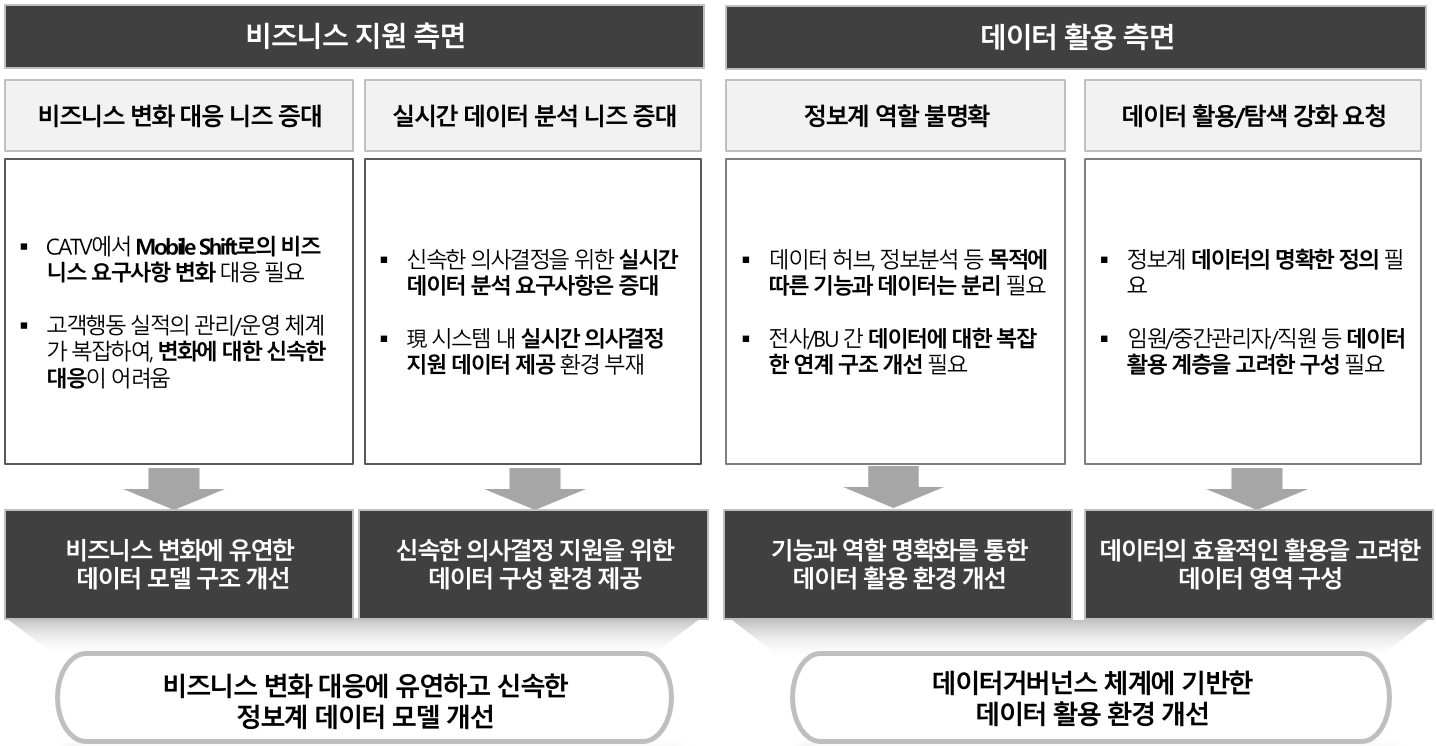 비즈니스 지원 측면
비즈니스 변화 대응 니즈 증대
▪ CATV에서 Mobile Shift로의 비즈
니스 요구사항 변화 대응 필요
▪ 고객행동 실적의 관리/운영 체계
가 복잡하여, 변화에 대한 신속한
대응이 어려움
비즈니스 변화에 유연한
데이터 모델 구조 개선
실시간 데이터 분석 니즈 증대
▪ 신속한 의사결정을 위한 실시간
데이터 분석 요구사항은 증대
▪ 現 시스템 내 실시간 의사결정
지원 데이터 제공 환경 부재
신속한 의사결정 지원을 위한
데이터 구성 환경 제공
비즈니스 변화 대응에 유연하고 신속한
정보계 데이터 모델 개선
데이터 활용 측면
정보계 역할 불명확
▪ 데이터 허브, 정보분석 등 목적에
따른 기능과 데이터는 분리 필요
▪ 전사/BU 간 데이터에 대한 복잡
한 연계 구조 개선 필요
기능과 역할 명확화를 통한
데이터 활용 환경 개선
데이터 활용/탐색 강화 요청
▪ 정보계 데이터의 명확한 정의 필
요
▪ 임원/중간관리자/직원 등 데이터
활용 계층을 고려한 구성 필요
데이터의 효율적인 활용을 고려한
데이터 영역 구성
데이터거버넌스 체계에 기반한
데이터 활용 환경 개선